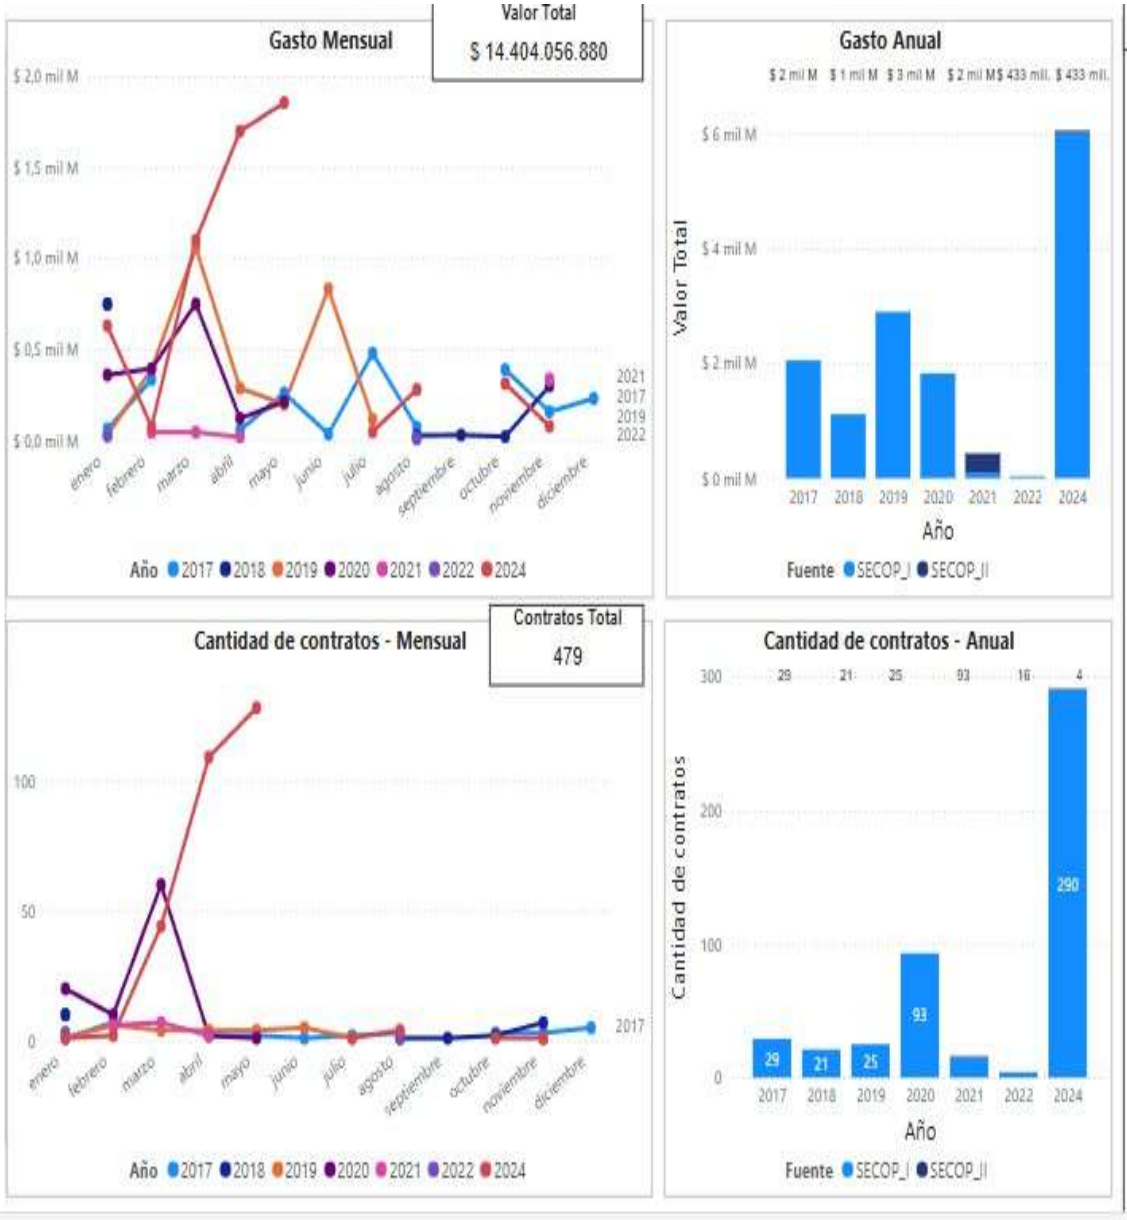 Valor Total
$ 14.404.056.880
Gasto Mensual
$ 2,0 mil M
$ 1,5 mil M
$ 1,0 mil M
$ 0,5 mil M
$ 0,0 mil M
2021
2017
2019
2022
enero febrero marzo abril mayo junio julio agosto septiembre octubre noviembre diciembre
Año 2017 2018 2019 2020 2021 2022 2024
Gasto Anual
$ 2 mil M $ 1 mil M $ 3 mil M $ 2 mil M $ 433 mill. $ 433 mill.
Valor Total
$ 6 mil M
$ 4 mil M
$ 2 mil M
$ 0 mil M
2017 2018 2019 2020 2021 2022 2024
Año
Fuente SECOP_I SECOP_II
Contratos Total
479
Cantidad de contratos - Mensual
100
50
0
2017
enero febrero marzo abril mayo junio julio agosto septiembre octubre noviembre diciembre
Año 2017 2018 2019 2020 2021 2022 2024
Cantidad de contratos - Anual
29 21 25 93 16 4
Cantidad de contratos
300
200
100
0
29 21 25 93 290
2017 2018 2019 2020 2021 2022 2024
Año
Fuente SECOP_I SECOP_II